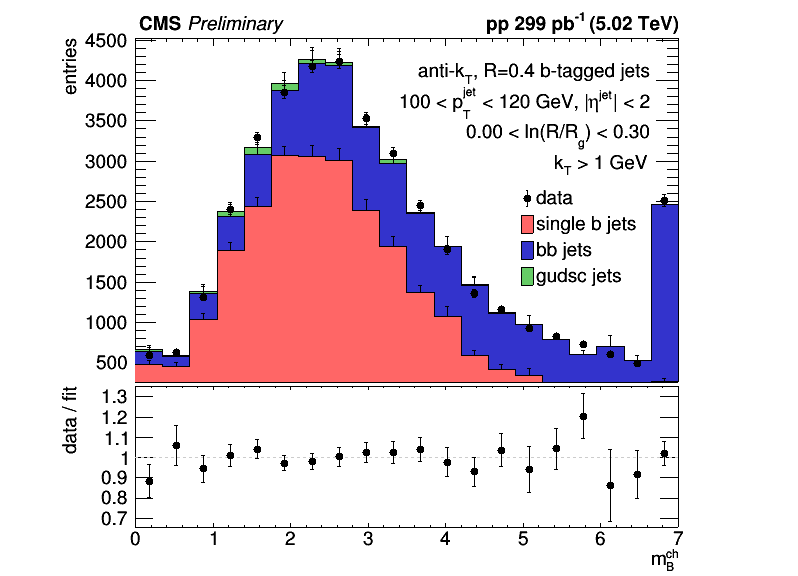 CMS Preliminary
pp 299 pb⁻¹ (5.02 TeV)
entries
4500
4000
3500
3000
2500
2000
1500
1000
500
anti-k_T, R=0.4 b-tagged jets
100 < p_T^jet < 120 GeV, |η^jet| < 2
0.00 < ln(R/R_g) < 0.30
k_T > 1 GeV
data
single b jets
bb jets
gudsc jets
data / fit
1.3
1.2
1.1
1
0.9
0.8
0.7
0 1 2 3 4 5 6 7
m_B^ch